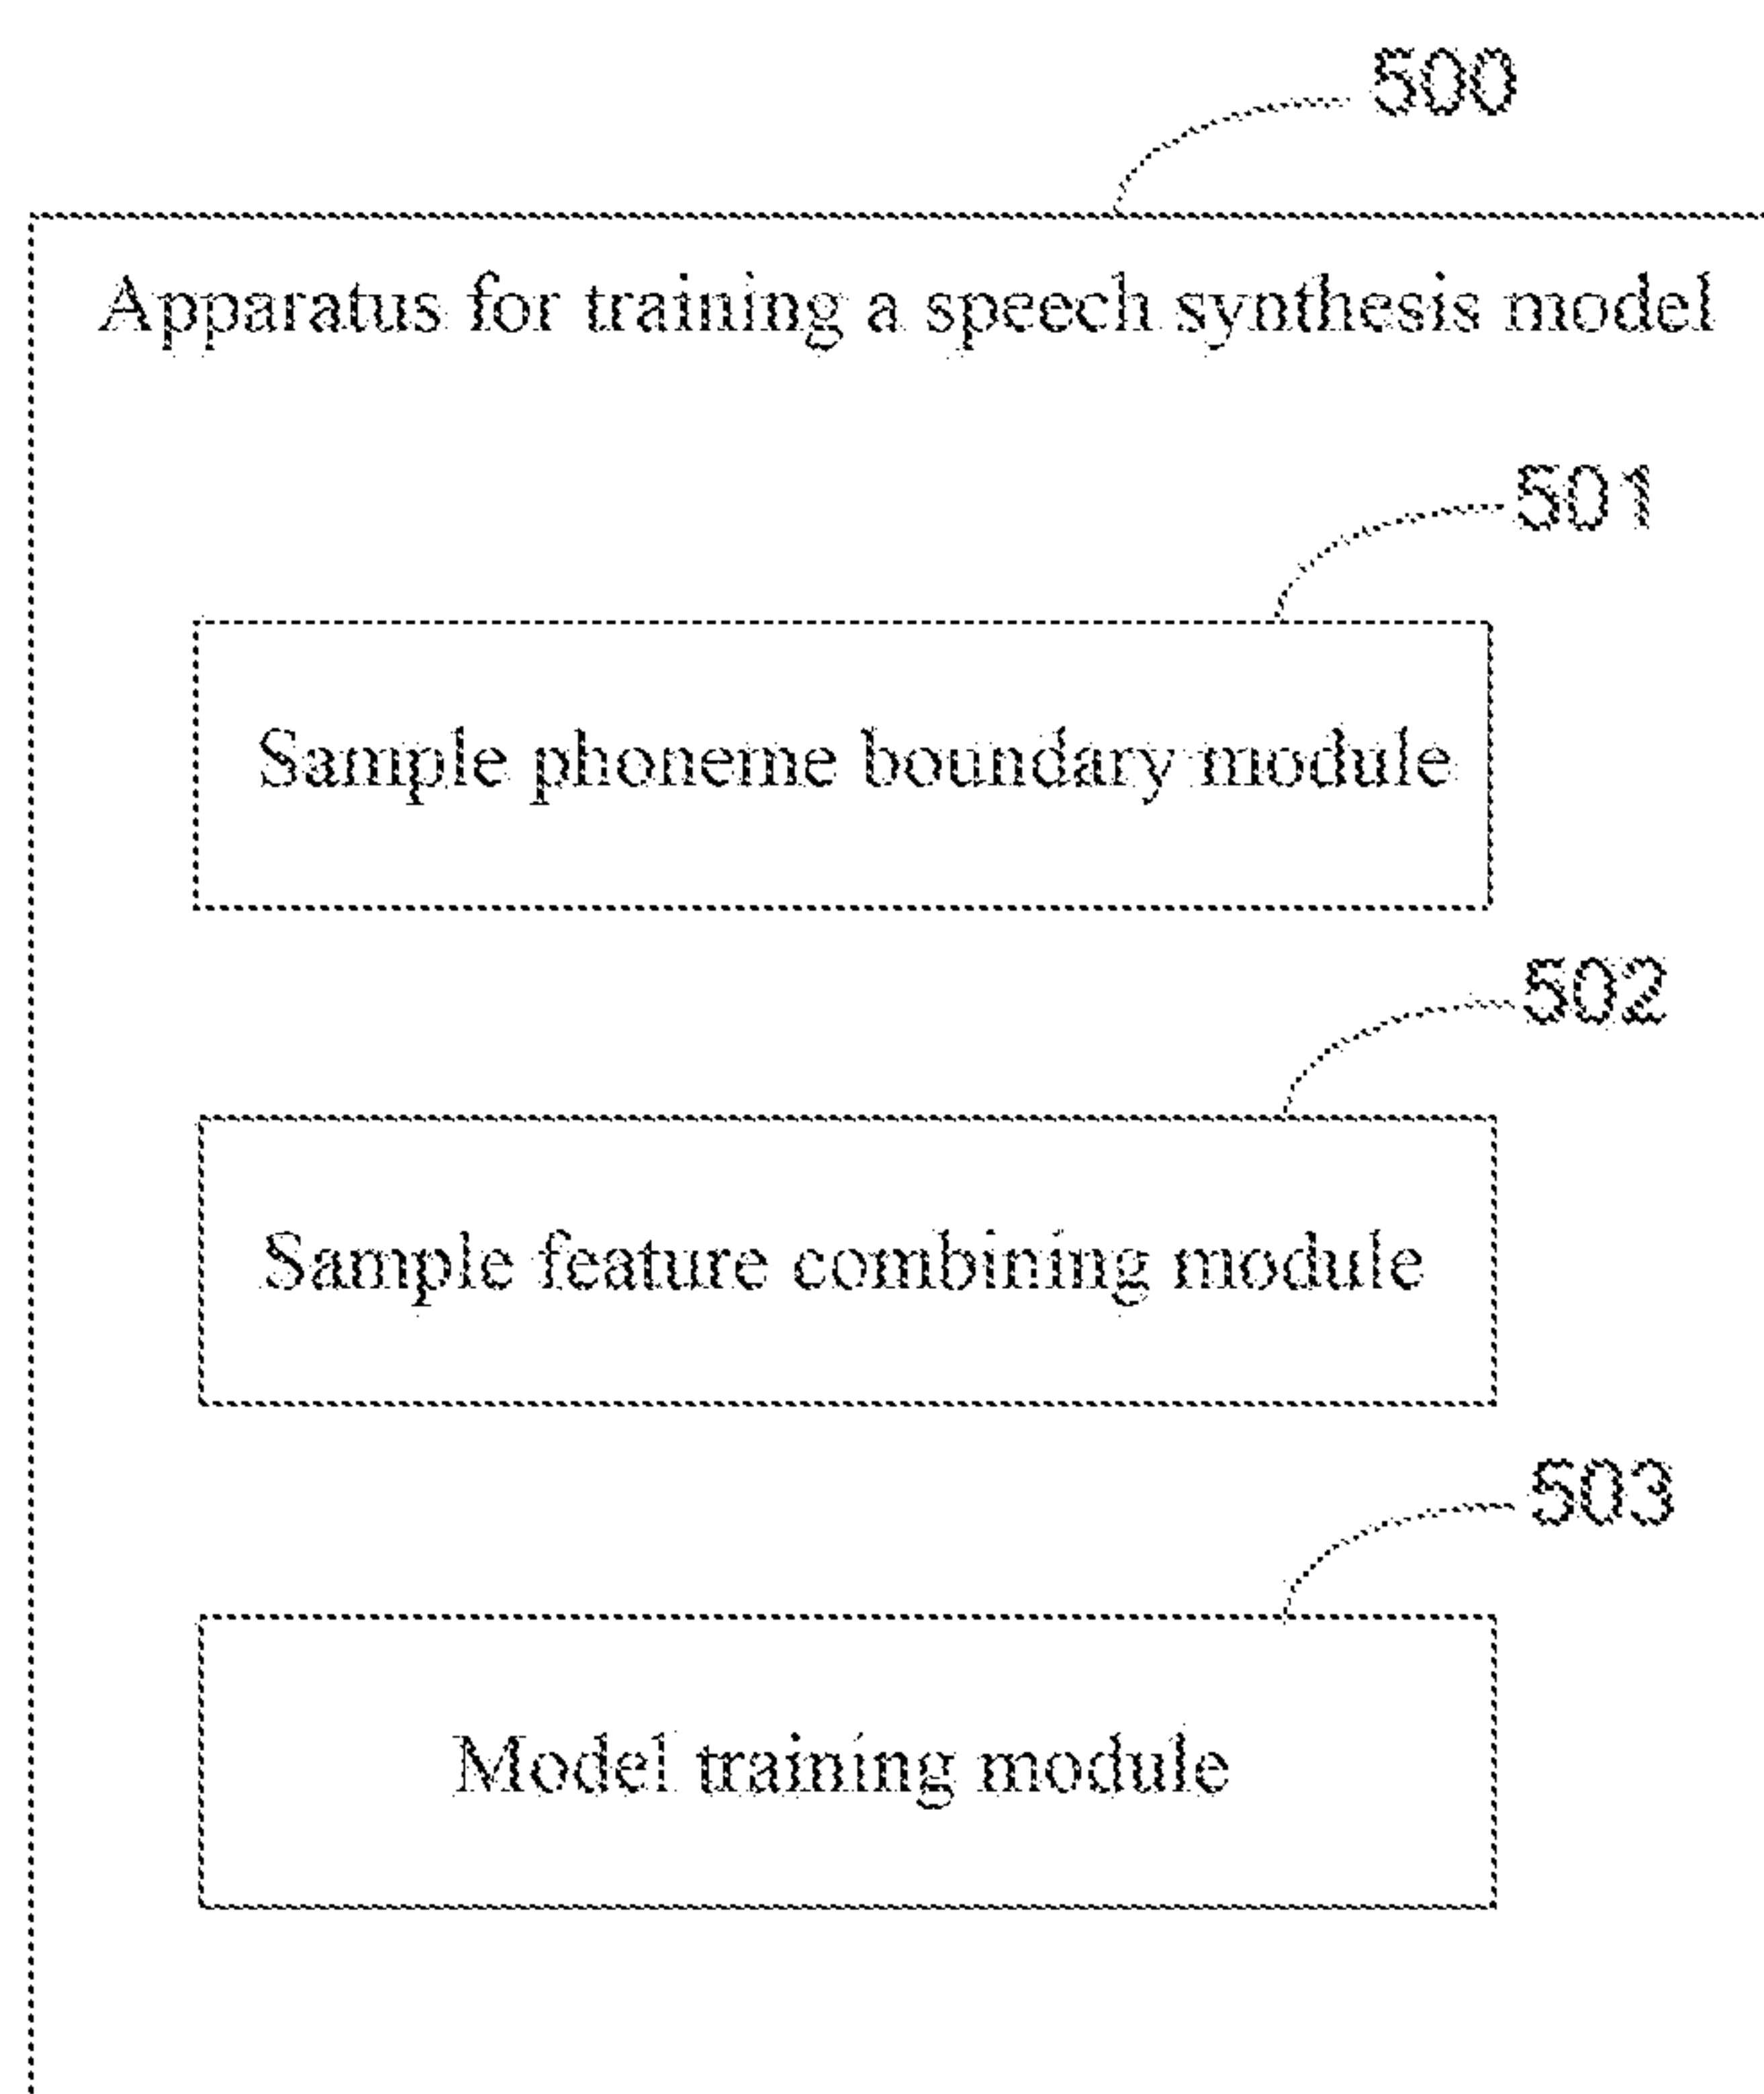 500
Apparatus for training a speech synthesis model
501
Sample phoneme boundary module
502
Sample feature combining module
503
Model training module